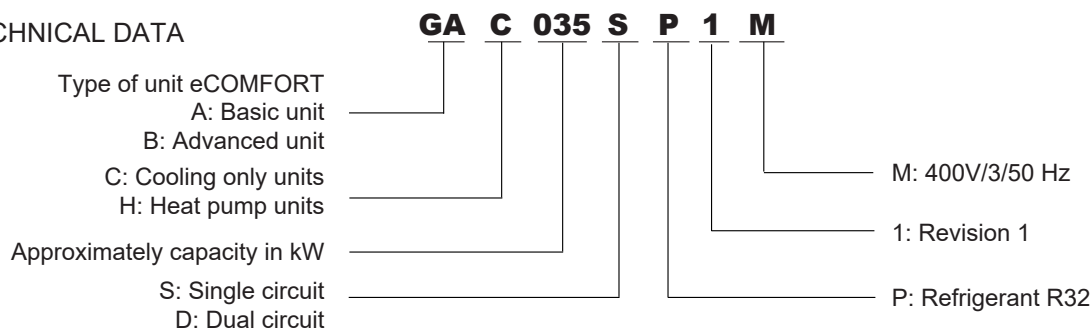 CHNICAL DATA
GA C 035 S P 1 M
Type of unit eCOMFORT
A: Basic unit
B: Advanced unit
C: Cooling only units
H: Heat pump units
Approximately capacity in kW
S: Single circuit
D: Dual circuit
M: 400V/3/50 Hz
1: Revision 1
P: Refrigerant R32